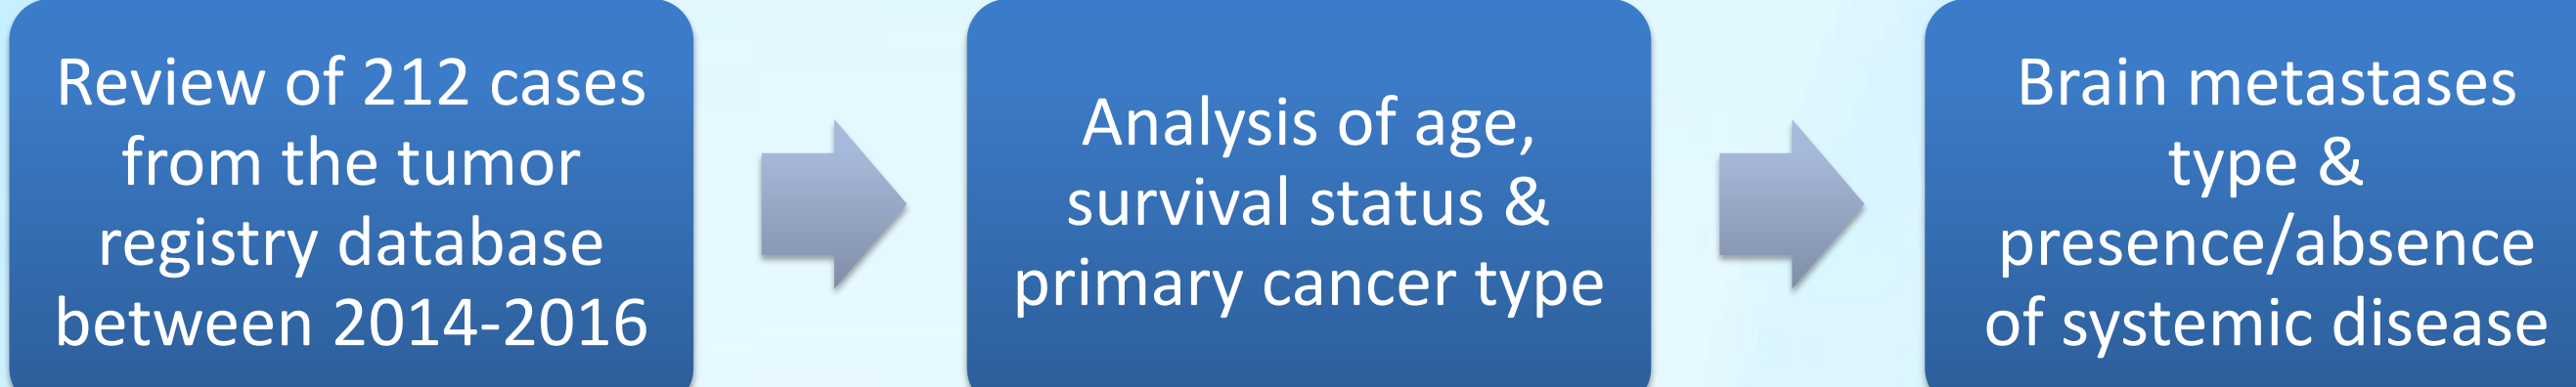 Review of 212 cases
from the tumor
registry database
between 2014-2016
Analysis of age,
survival status &
primary cancer type
Brain metastases
type &
presence/absence
of systemic disease